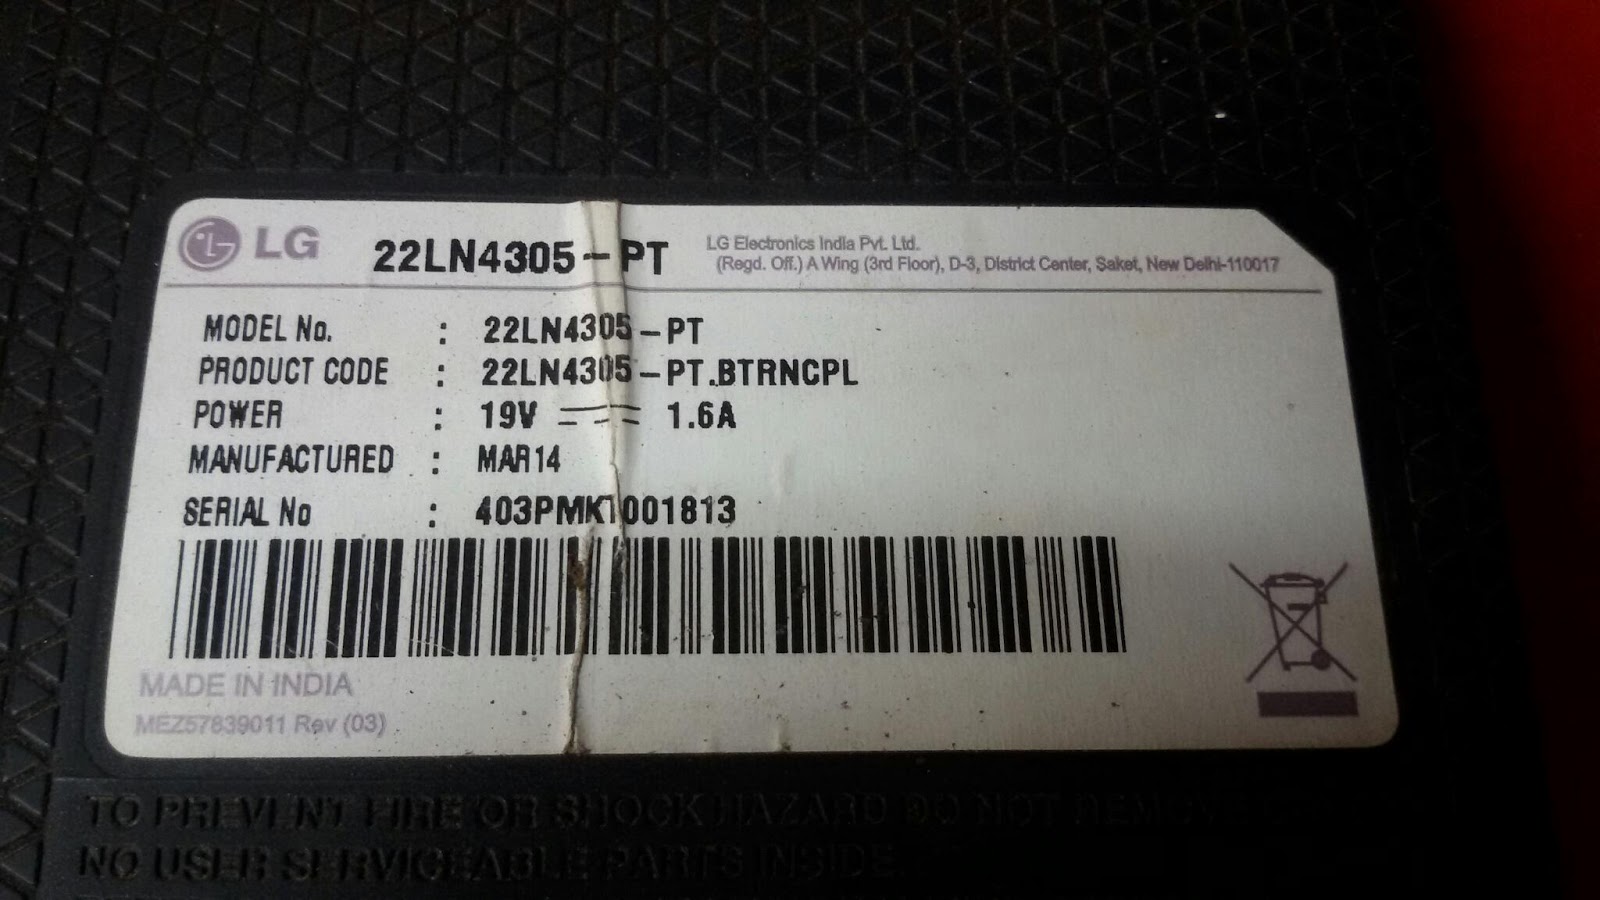 LG 22LN4305-PT LG Electronics India Pvt. Ltd.
(Regd. Off.) A Wing (3rd Floor), D-3, District Center, Saket, New Delhi-110017
MODEL No. : 22LN4305-PT
PRODUCT CODE : 22LN4305-PT.BTRNCPL
POWER : 19V ⎓ 1.6A
MANUFACTURED : MAR14
SERIAL No : 403PMKT001813
MADE IN INDIA
MEZ57839011 Rev (03)
TO PREVENT FIRE OR SHOCK HAZARD DO NOT REMOVE
NO USER SERVICEABLE PARTS INSIDE.